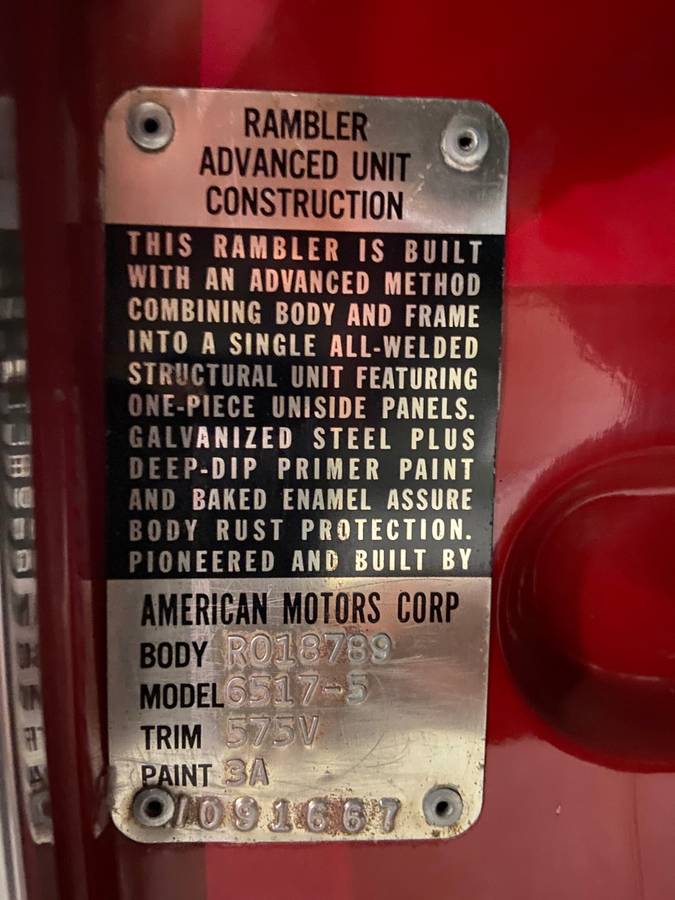 RAMBLER
ADVANCED UNIT
CONSTRUCTION
THIS RAMBLER IS BUILT
WITH AN ADVANCED METHOD
COMBINING BODY AND FRAME
INTO A SINGLE ALL-WELDED
STRUCTURAL UNIT FEATURING
ONE-PIECE UNISIDE PANELS.
GALVANIZED STEEL PLUS
DEEP-DIP PRIMER PAINT
AND BAKED ENAMEL ASSURE
BODY RUST PROTECTION.
PIONEERED AND BUILT BY
AMERICAN MOTORS CORP
BODY R018789
MODEL 6517-5
TRIM 575V
PAINT 3A
091667